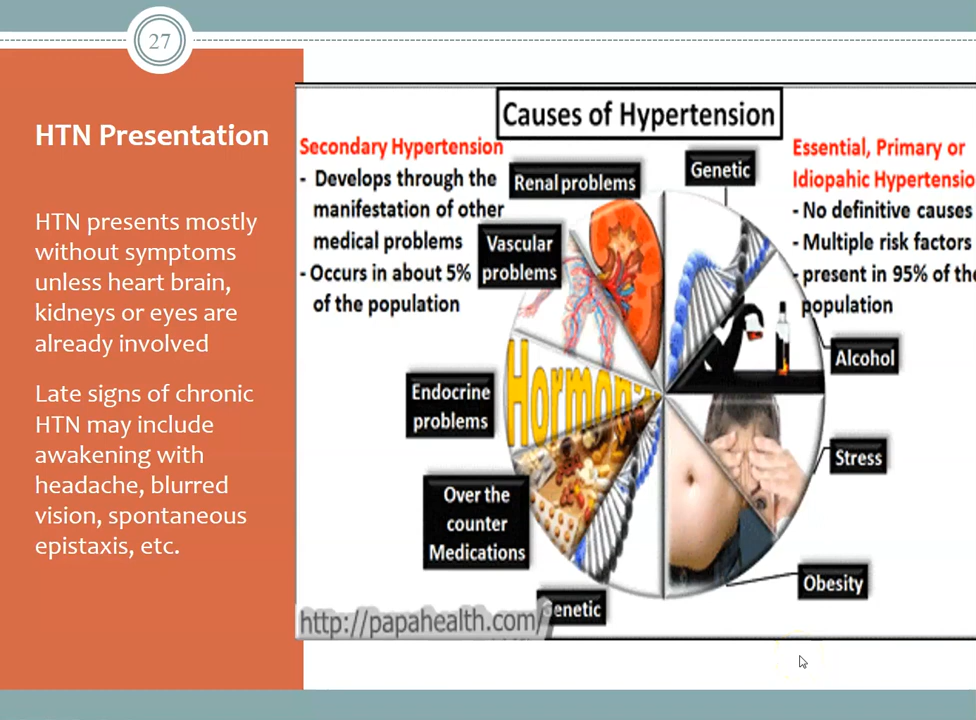 27
HTN Presentation
HTN presents mostly
without symptoms
unless heart brain,
kidneys or eyes are
already involved
Late signs of chronic
HTN may include
awakening with
headache, blurred
vision, spontaneous
epistaxis, etc.
Causes of Hypertension
Secondary Hypertension
- Develops through the
manifestation of other
medical problems
- Occurs in about 5%
of the population
Renal problems
Vascular
problems
Endocrine
problems
Over the
counter
Medications
Genetic
Hormon
Genetic
Essential, Primary or
Idiopahic Hypertensio
- No definitive causes
- Multiple risk factors
- present in 95% of the
population
Alcohol
Stress
Obesity
http://papahealth.com/